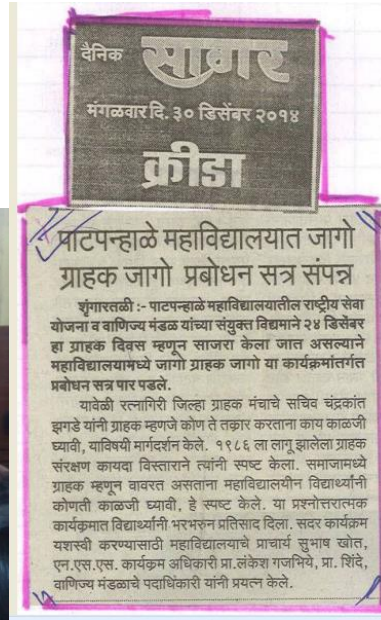 दैनिक सागर
मंगळवार दि. ३० डिसेंबर २०१४
क्रीडा
पाटपन्हाळे महाविद्यालयात जागो
ग्राहक जागो प्रबोधन सत्र संपन्न
शृंगारतळी :- पाटपन्हाळे महाविद्यालयातील राष्ट्रीय सेवा
योजना व वाणिज्य मंडळ यांच्या संयुक्त विद्यमाने २४ डिसेंबर
हा ग्राहक दिवस म्हणून साजरा केला जात असल्याने
महाविद्यालयामध्ये जागो ग्राहक जागो या कार्यक्रमांतर्गत
प्रबोधन सत्र पार पडले.
यावेळी रत्नागिरी जिल्हा ग्राहक मंचाचे सचिव चंद्रकांत
झगडे यांनी ग्राहक म्हणजे कोण ते तक्रार करताना काय काळजी
घ्यावी, याविषयी मार्गदर्शन केले. १९८६ ला लागू झालेला ग्राहक
संरक्षण कायदा विस्ताराने त्यांनी स्पष्ट केला. समाजामध्ये
ग्राहक म्हणून वावरत असतांना महाविद्यालयीन विद्यार्थ्यांनी
कोणती काळजी घ्यावी, हे स्पष्ट केले. या प्रश्नोत्तरात्मक
कार्यक्रमात विद्यार्थ्यांनी भरभरुन प्रतिसाद दिला. सदर कार्यक्रम
यशस्वी करण्यासाठी महाविद्यालयाचे प्राचार्य सुभाष खोत,
एन.एस.एस. कार्यक्रम अधिकारी प्रा.लंकेश गजभिये, प्रा. शिंदे,
वाणिज्य मंडळाचे पदाधिकारी यांनी प्रयत्न केले.